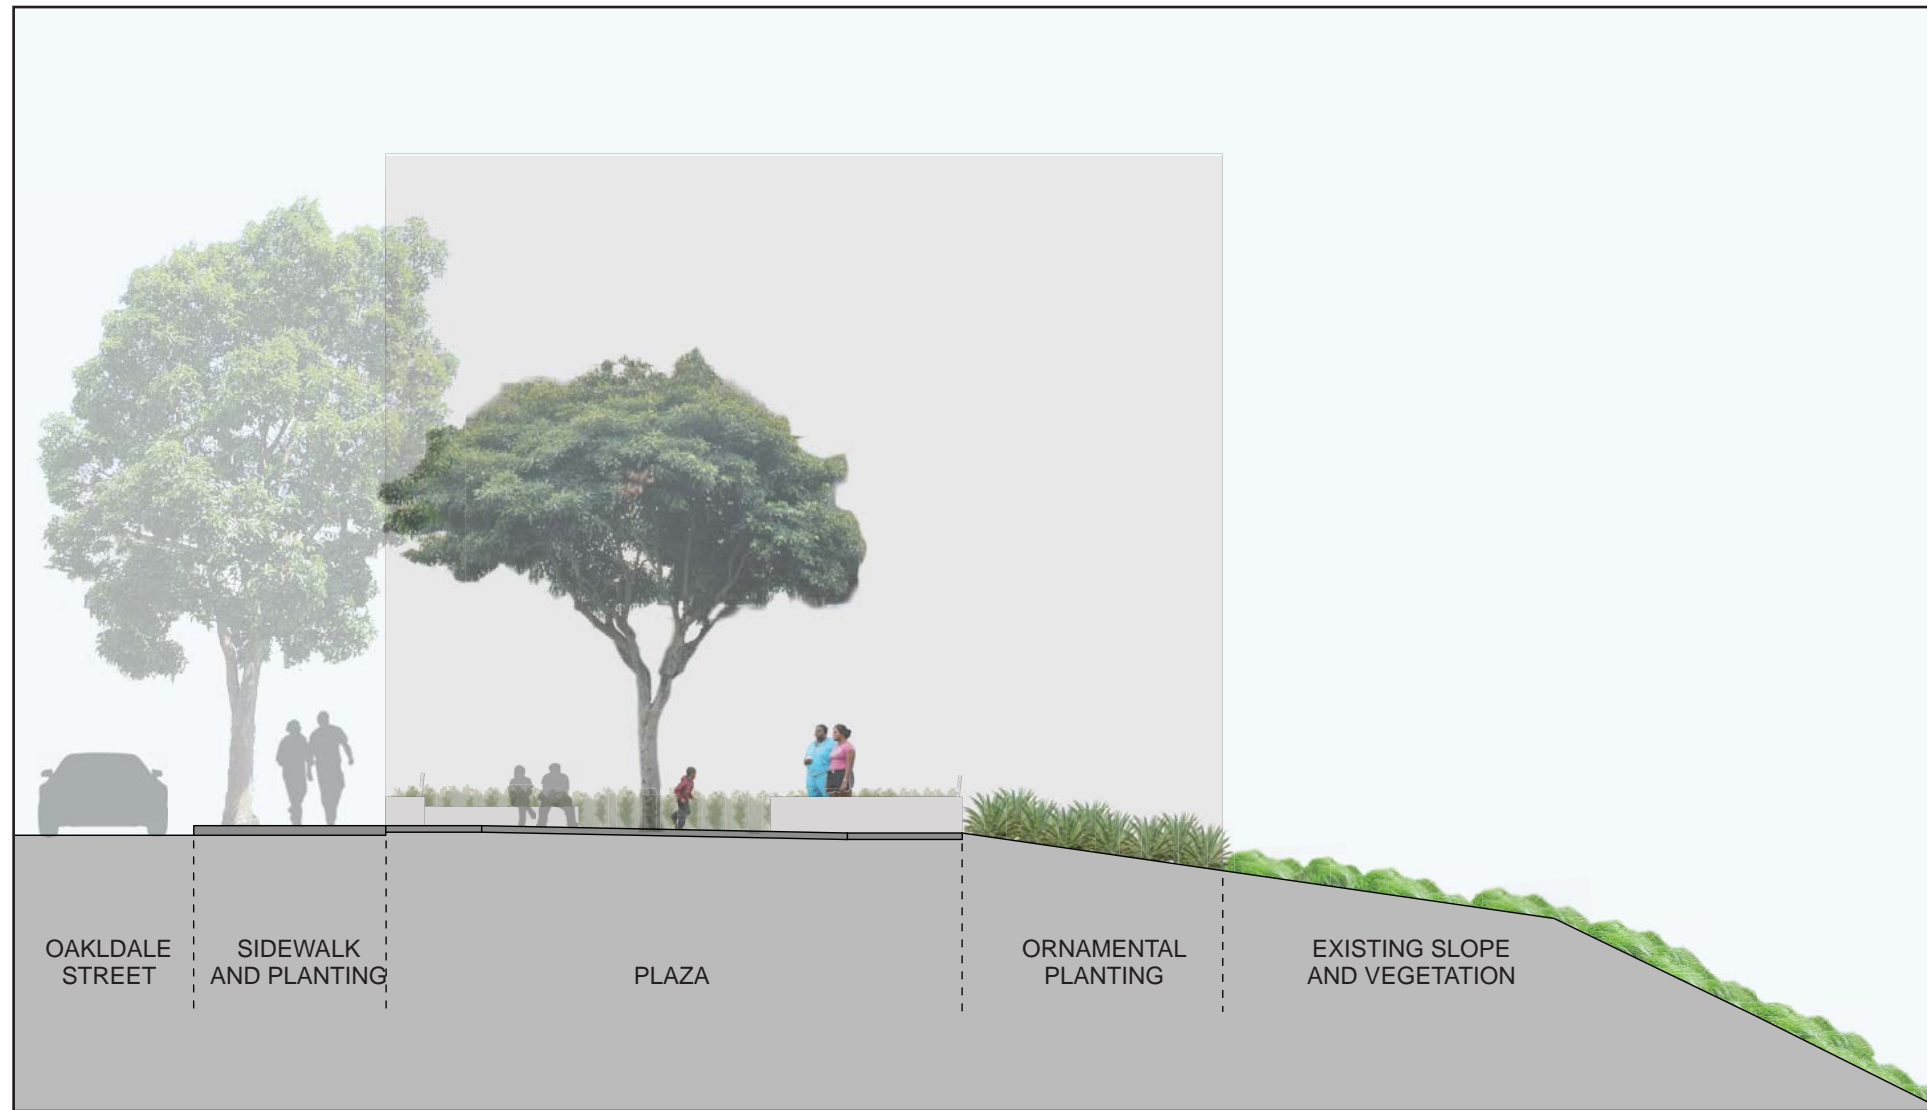 OAKLDALE
STREET
SIDEWALK
AND PLANTING
PLAZA
ORNAMENTAL
PLANTING
EXISTING SLOPE
AND VEGETATION